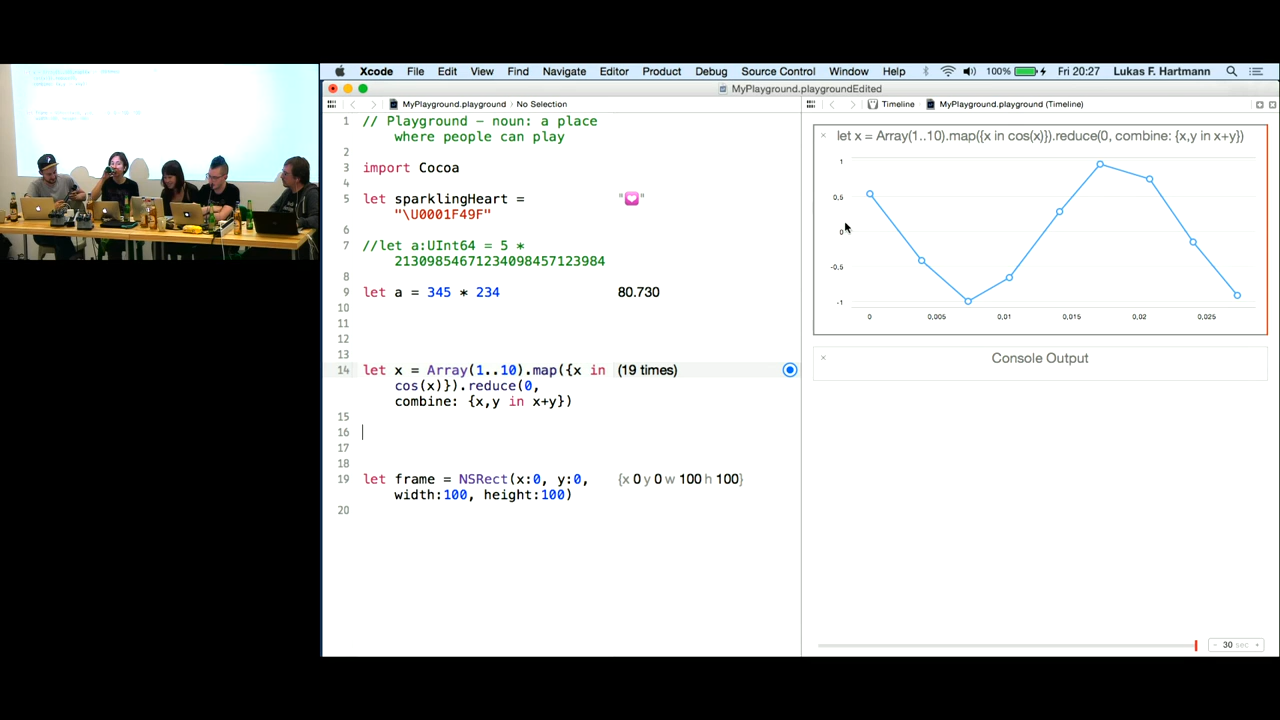 Xcode File Edit View Find Navigate Editor Product Debug Source Control Window Help 100% Fri 20:27 Lukas F. Hartmann
MyPlayground.playgroundEdited
MyPlayground.playground No Selection
Timeline MyPlayground.playground (Timeline)
1 // Playground – noun: a place
where people can play
2
3 import Cocoa
4
5 let sparklingHeart =
"\U0001F49F"
"💟"
6
7 //let a:UInt64 = 5 *
21309854671234098457123984
8
9 let a = 345 * 234
80.730
10
11
12
13
14 let x = Array(1..10).map({x in
cos(x)}).reduce(0,
combine: {x,y in x+y})
(19 times)
15
16
17
18
19 let frame = NSRect(x:0, y:0,
width:100, height:100)
{x 0 y 0 w 100 h 100}
20
let x = Array(1..10).map({x in cos(x)}).reduce(0, combine: {x,y in x+y})
1
0,5
0
-0,5
-1
0 0,005 0,01 0,015 0,02 0,025
Console Output
- 30 sec +